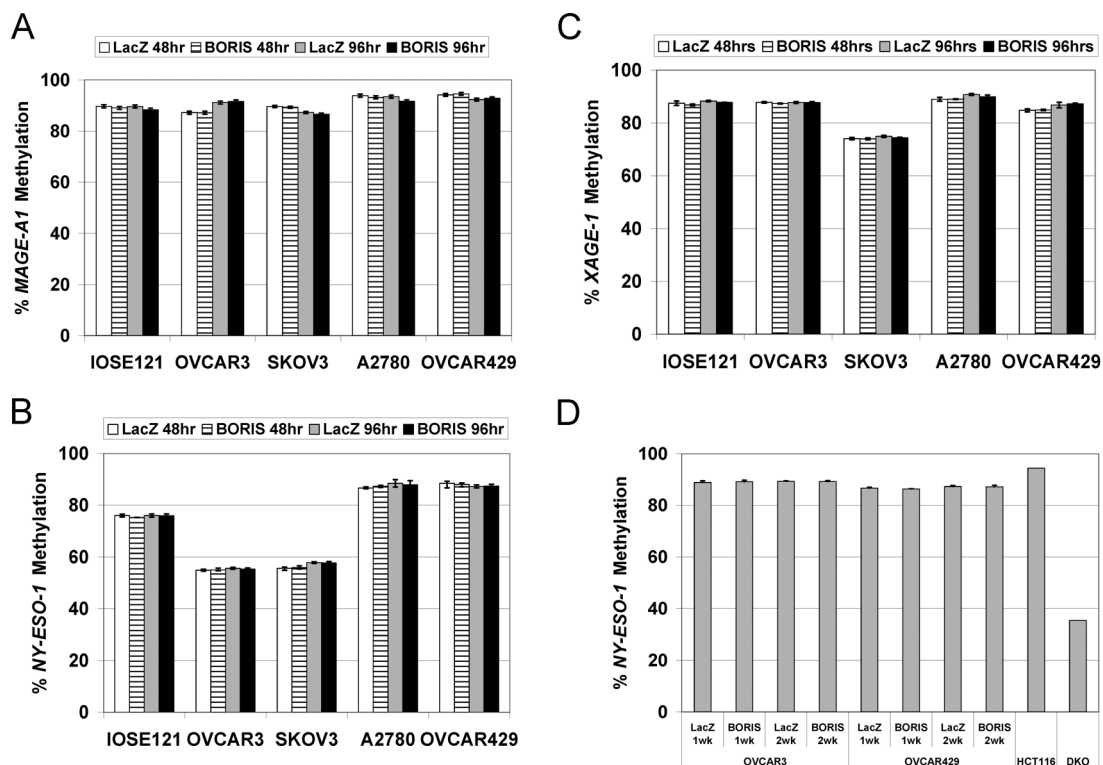 A
LacZ 48hr BORIS 48hr LacZ 96hr BORIS 96hr
% MAGE-A1 Methylation
100
80
60
40
20
0
IOSE121 OVCAR3 SKOV3 A2780 OVCAR429
B
LacZ 48hr BORIS 48hr LacZ 96hr BORIS 96hr
% NY-ESO-1 Methylation
100
80
60
40
20
0
IOSE121 OVCAR3 SKOV3 A2780 OVCAR429
C
LacZ 48hrs BORIS 48hrs LacZ 96hrs BORIS 96hrs
% XAGE-1 Methylation
100
80
60
40
20
0
IOSE121 OVCAR3 SKOV3 A2780 OVCAR429
D
% NY-ESO-1 Methylation
100
80
60
40
20
0
LacZ BORIS LacZ BORIS LacZ BORIS LacZ BORIS
1wk 1wk 2wk 2wk 1wk 1wk 2wk 2wk
OVCAR3 OVCAR429 HCT116 DKO